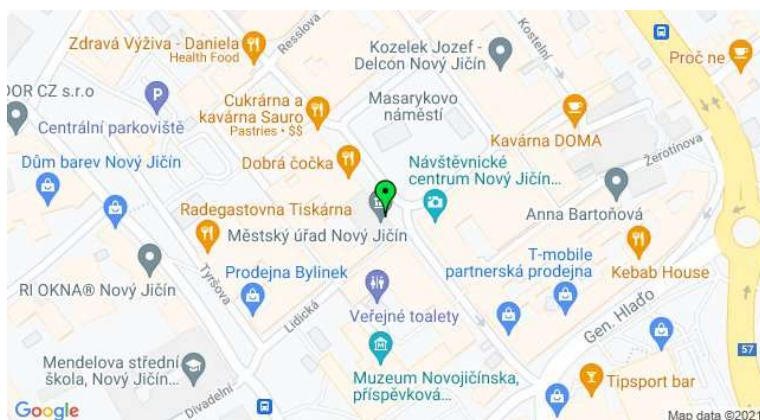 Zdravá Výživa - Daniela
Health Food
Resslova
Kozelek Jozef -
Delcon Nový Jičín
Kostelní
Proč ne
DOR CZ s.r.o
Centrální parkoviště
Cukrárna a
kavárna Sauro
Pastries • $$
Masarykovo
náměstí
Kavárna DOMA
Žerotínova
Dům barev Nový Jičín
Dobrá čočka
Návštěvnické
centrum Nový Jičín...
Radegastovna Tiskárna
Anna Bartoňová
Městský úřad Nový Jičín
T-mobile
partnerská prodejna
Kebab House
RI OKNA® Nový Jičín
Tyršova
Prodejna Bylinek
Lidická
Veřejné toalety
Gen. Hlaďo
57
Mendelova střední
škola, Nový Jičín...
Divadelní
Muzeum Novojičínska,
příspěvková...
Tipsport bar
Google
Map data ©2021